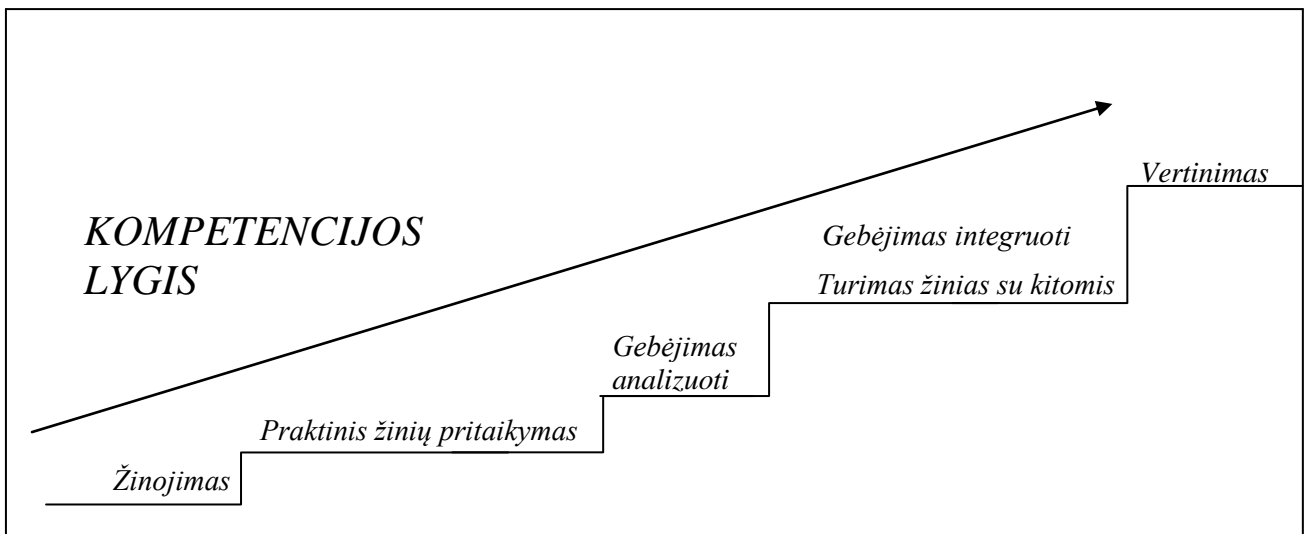 Vertinimas
KOMPETENCIJOS
LYGIS
Gebėjimas integruoti
Turimas žinias su kitomis
Gebėjimas
analizuoti
Praktinis žinių pritaikymas
Žinojimas